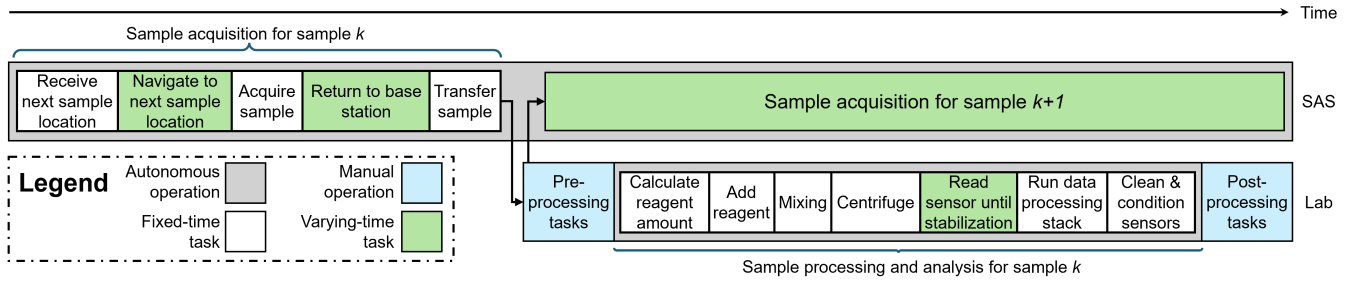 Time
Sample acquisition for sample k
Receive
next sample
location
Navigate to
next sample
location
Acquire
sample
Return to base
station
Transfer
sample
Sample acquisition for sample k+1
SAS
Legend
Autonomous
operation
Manual
operation
Fixed-time
task
Varying-time
task
Pre-
processing
tasks
Calculate
reagent
amount
Add
reagent
Mixing
Centrifuge
Read
sensor until
stabilization
Run data
processing
stack
Clean &
condition
sensors
Post-
processing
tasks
Lab
Sample processing and analysis for sample k